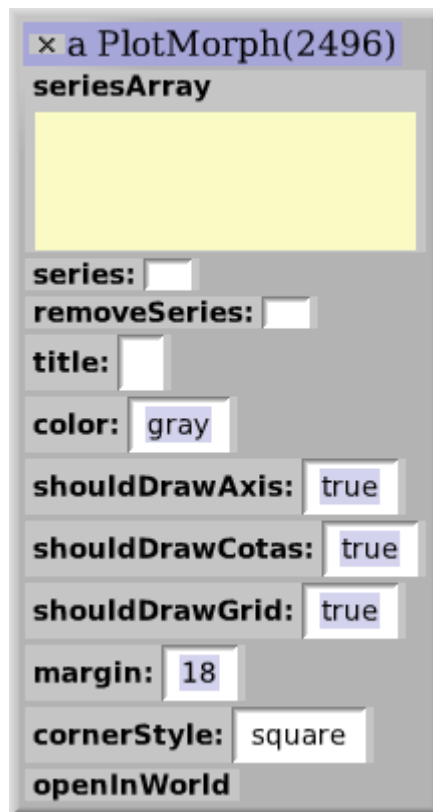 × a PlotMorph(2496)
seriesArray
series:
removeSeries:
title:
color: gray
shouldDrawAxis: true
shouldDrawCotas: true
shouldDrawGrid: true
margin: 18
cornerStyle: square
openInWorld